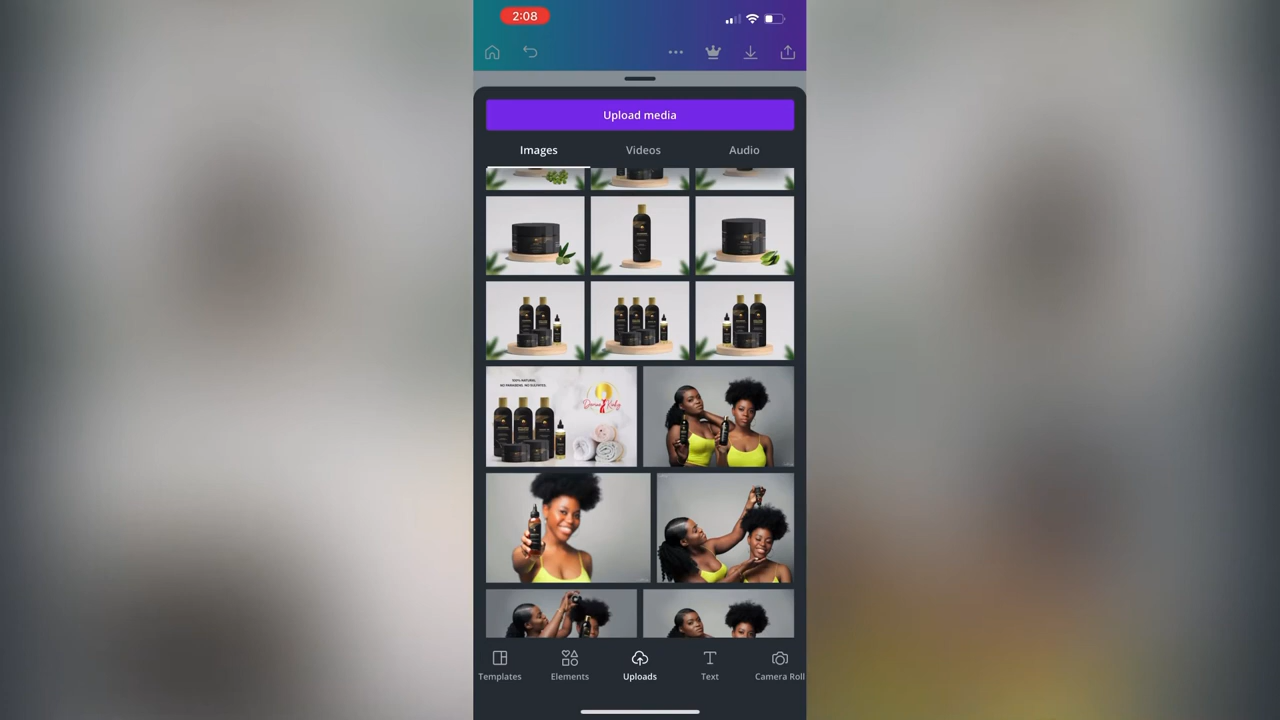 2:08
Upload media
Images Videos Audio
100% NATURAL.
NO PARABENS. NO SULFATES.
Templates Elements Uploads Text Camera Roll